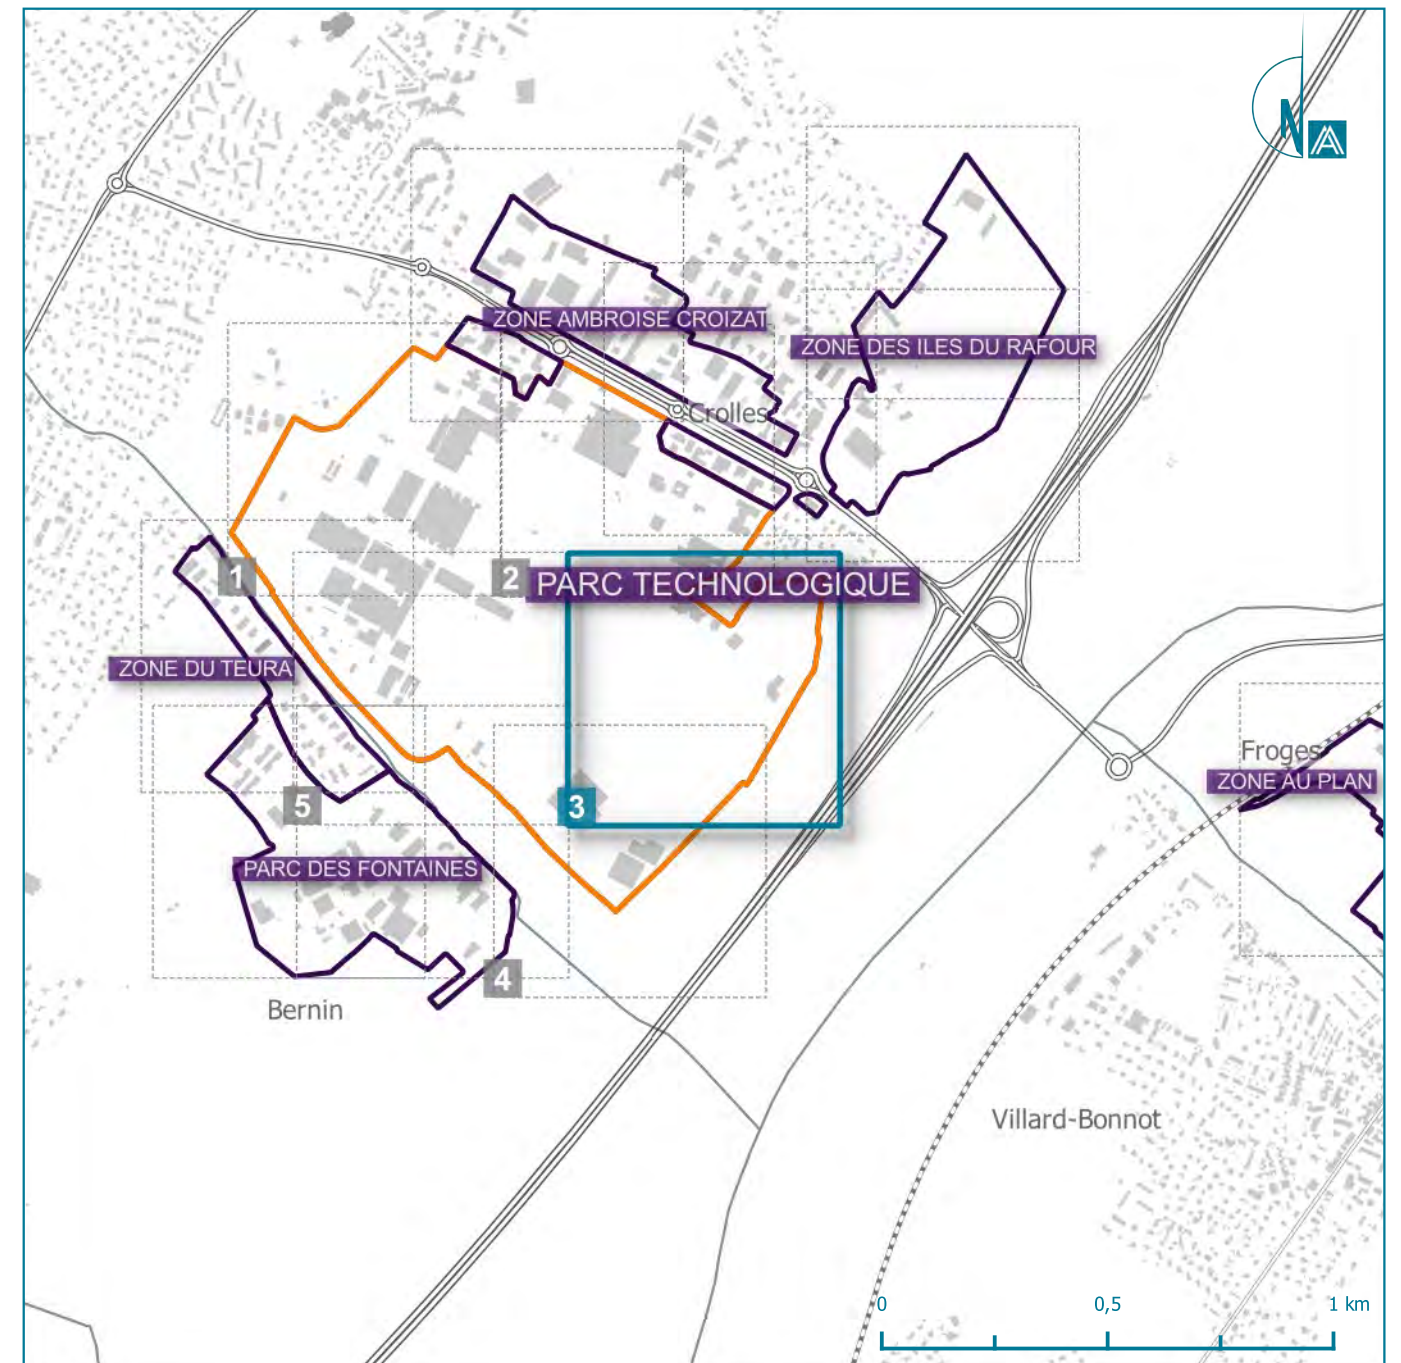 N
ZONE AMBROISE CROIZAT
ZONE DES ILES DU RAFOUR
Crolles
1
2
PARC TECHNOLOGIQUE
ZONE DU TEURA
Froges
ZONE AU PLAN
5
3
PARC DES FONTAINES
4
Bernin
Villard-Bonnot
0
0,5
1 km